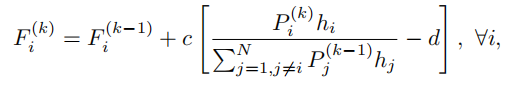 $F_i^{(k)} = F_i^{(k-1)} + c \left[ \frac{P_i^{(k)} h_i}{\sum_{j=1, j \neq i}^{N} P_j^{(k-1)} h_j} - d \right], \ \forall i,$